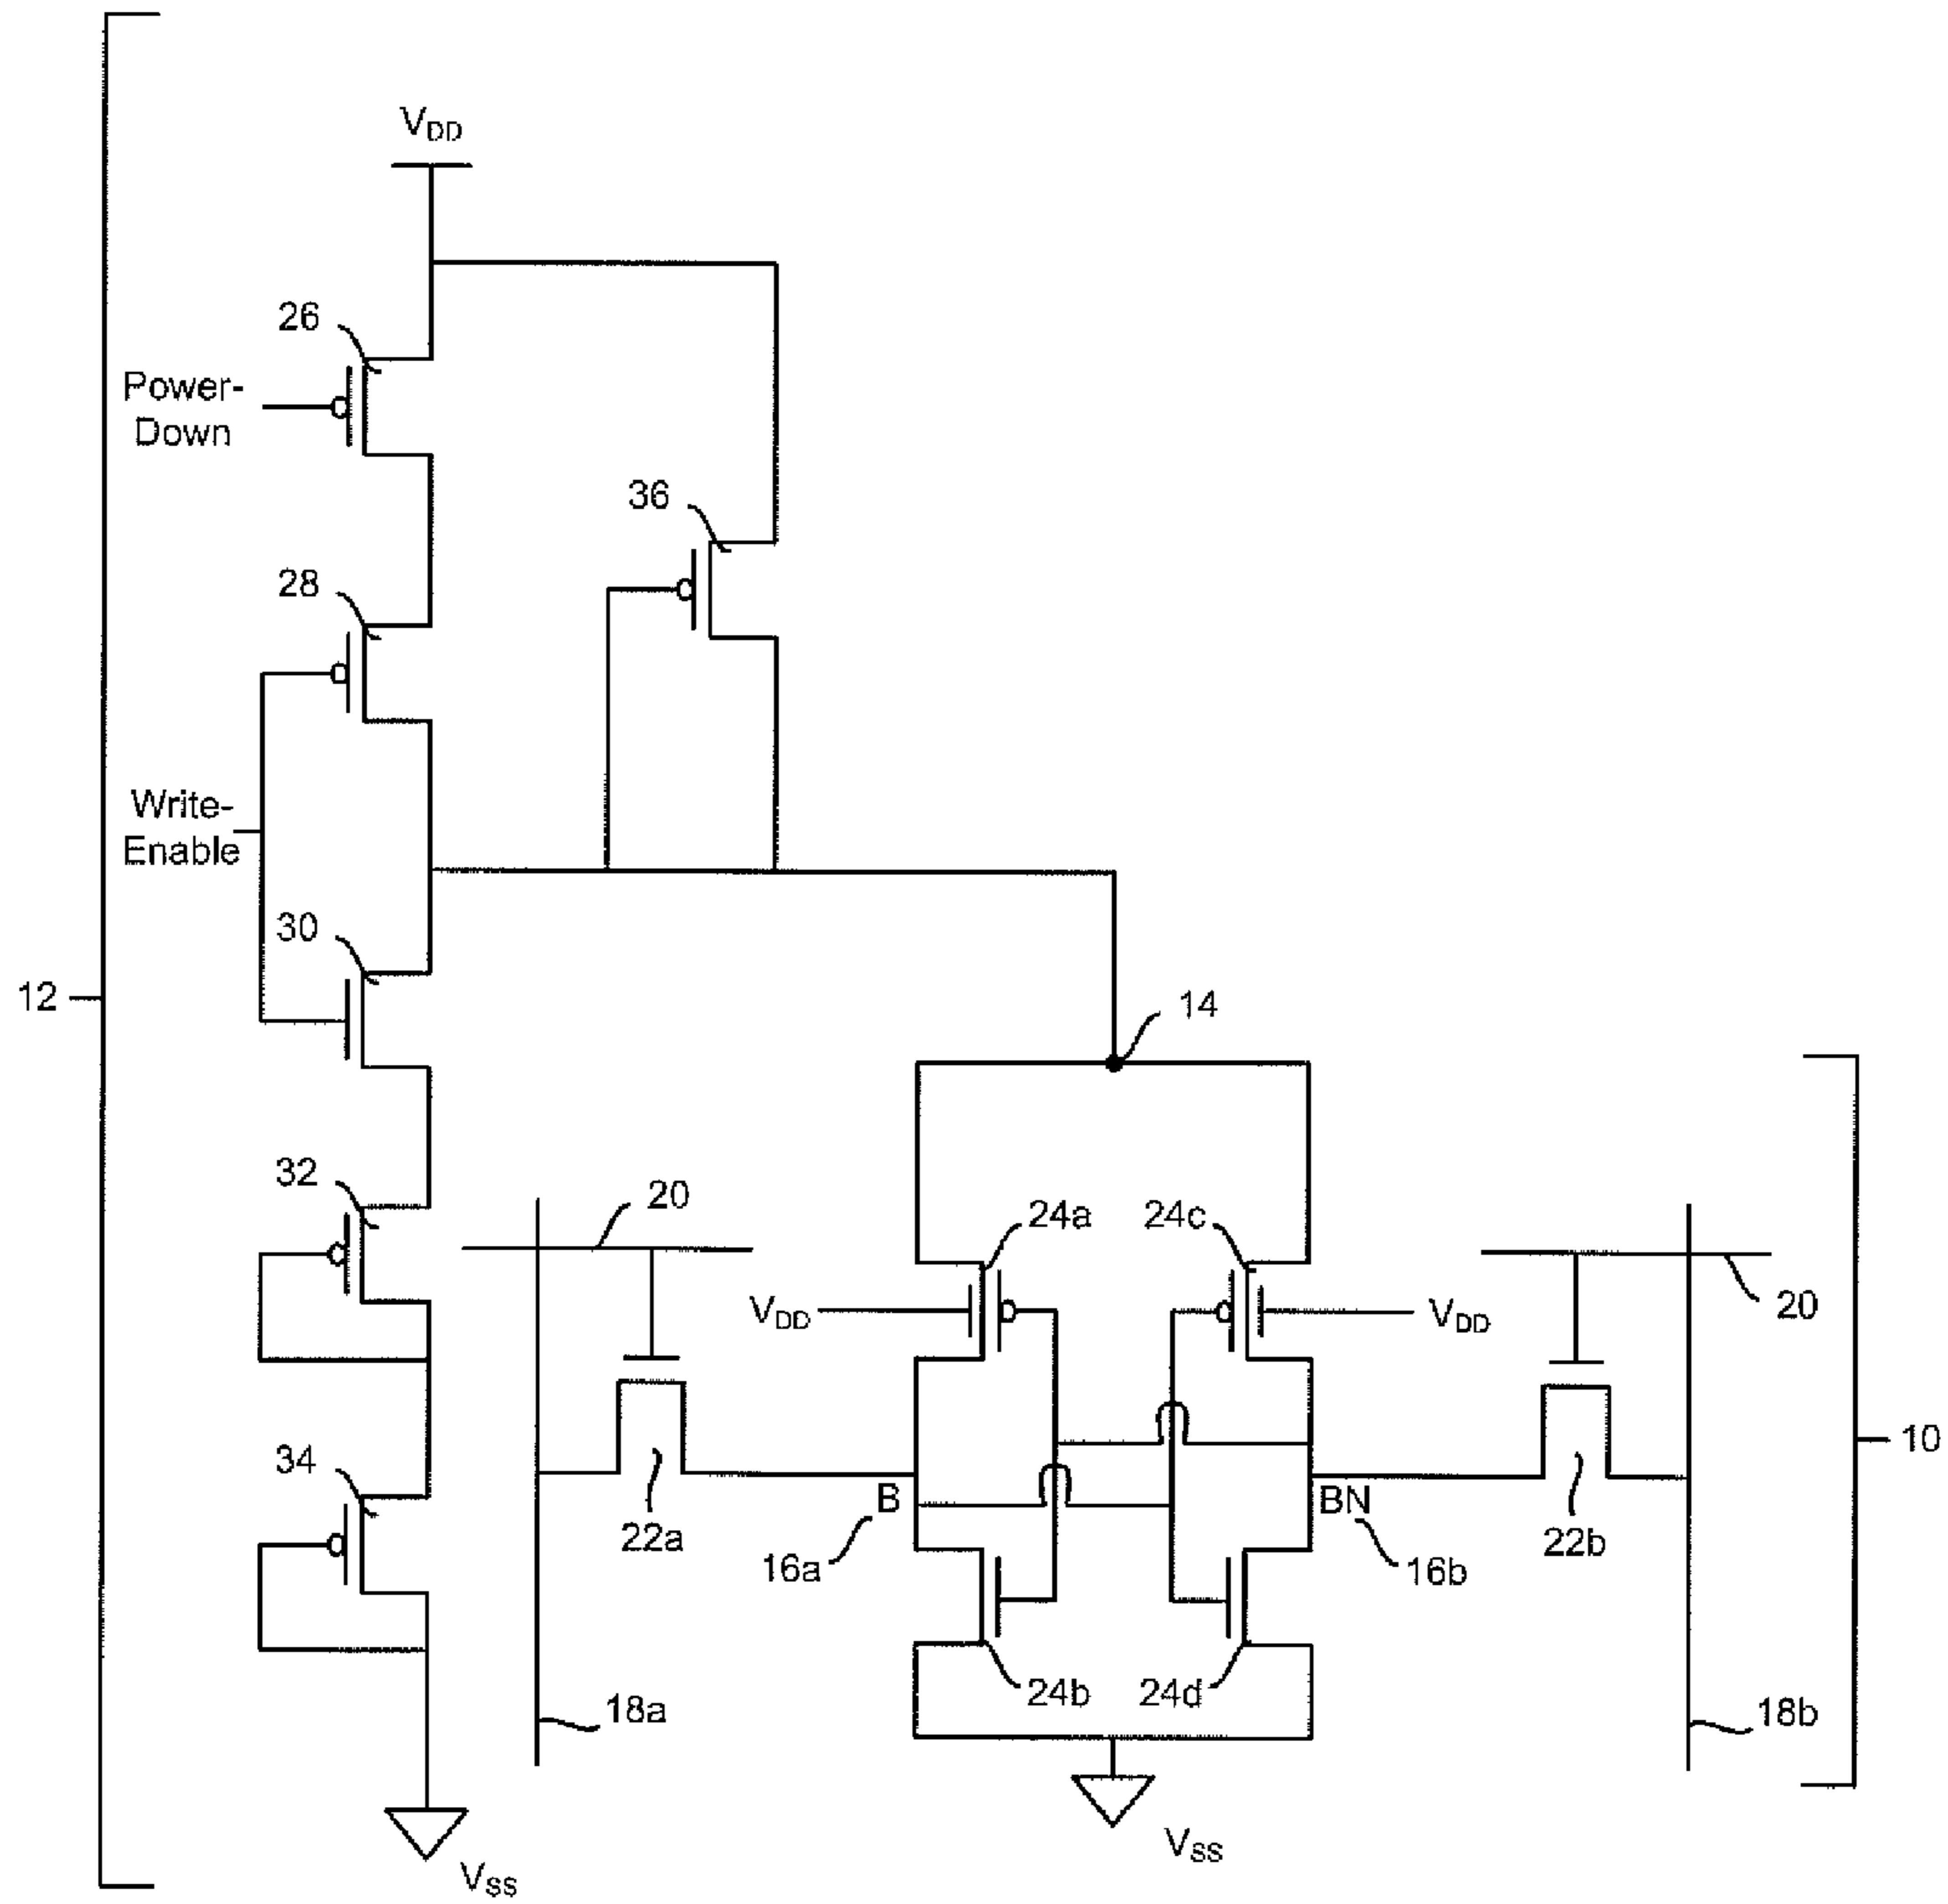 VDD
26
Power-
Down
36
28
Write-
Enable
30
12
14
32
20
24a
24c
VDD
VDD
20
34
22a
B
16a
BN
16b
22b
10
18a
24b
24d
18b
VSS
VSS